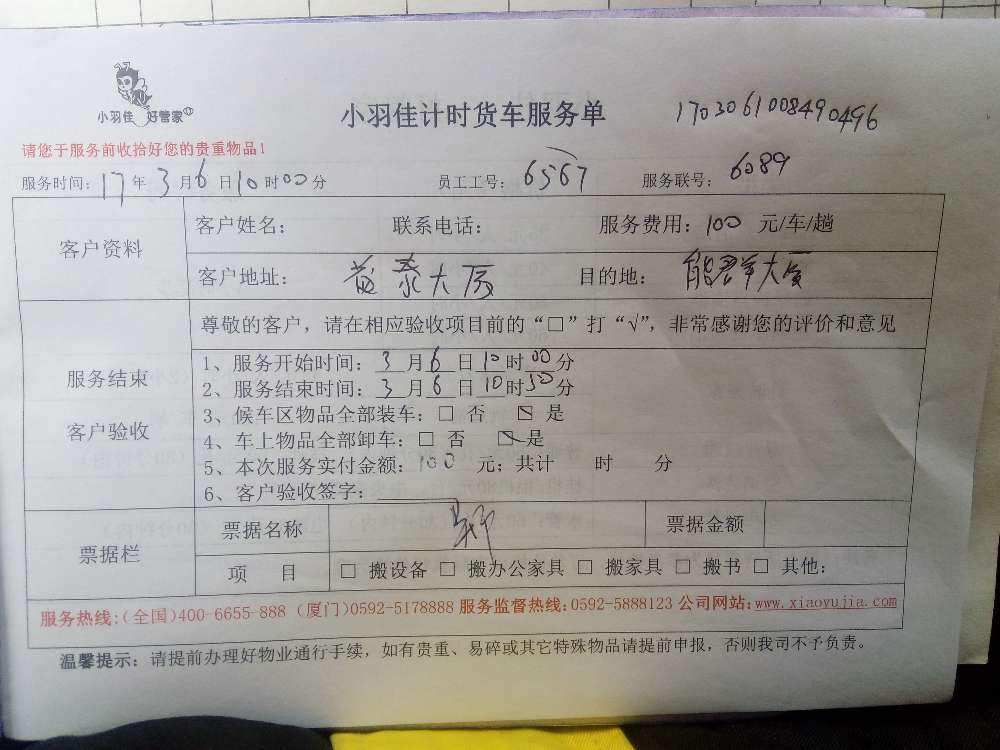 小羽佳 好管家
小羽佳计时货车服务单
1703061008490496
请您于服务前收拾好您的贵重物品！
服务时间：17年3月6日10时00分 员工工号：6567 服务联号：6089
客户资料
客户姓名： 联系电话： 服务费用：100 元/车/趟
客户地址：益泰大厦 目的地：能群大厦
服务结束
客户验收
尊敬的客户，请在相应验收项目前的“□”打“√”，非常感谢您的评价和意见
1、服务开始时间：3月6日10时00分
2、服务结束时间：3月6日10时30分
3、候车区物品全部装车：□ 否 ☑ 是
4、车上物品全部卸车：□ 否 ☑是
5、本次服务实付金额：100 元；共计 时 分
6、客户验收签字：
票据栏
票据名称 票据金额
项 目 □ 搬设备 □ 搬办公家具 □ 搬家具 □ 搬书 □ 其他：
服务热线：(全国)400-6655-888 (厦门)0592-5178888 服务监督热线：0592-5888123 公司网站：www.xiaoyujia.com
温馨提示：请提前办理好物业通行手续，如有贵重、易碎或其它特殊物品请提前申报，否则我司不予负责。